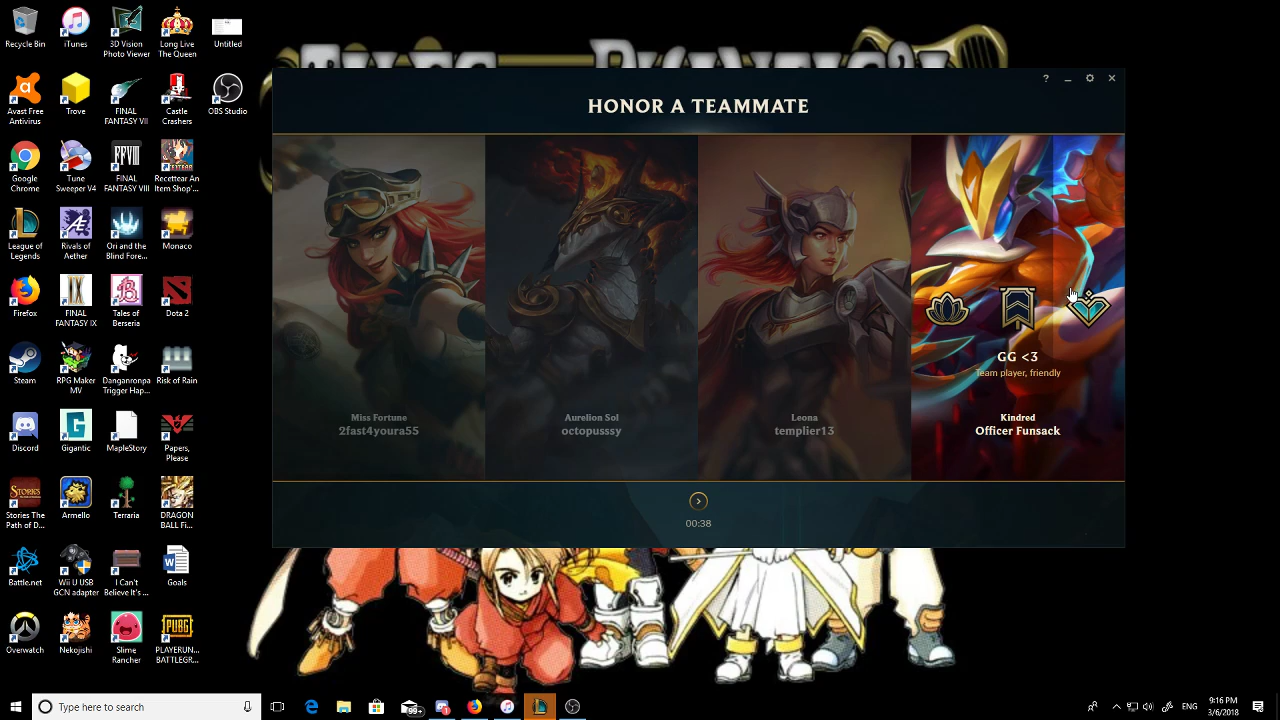 Recycle Bin
iTunes
3D Vision
Photo Viewer
Long Live
The Queen
Untitled
Avast Free
Antivirus
Trove
FINAL
FANTASY VII
Castle
Crashers
OBS Studio
Google
Chrome
Tune
Sweeper V4
FFVIII
FINAL
FANTASY VIII
Recettear An
Item Shop'...
League of
Legends
Rivals of
Aether
Ori and the
Blind Fore...
Monaco
Firefox
FINAL
FANTASY IX
Tales of
Berseria
Dota 2
Steam
RPG Maker
MV
Danganronpa
Trigger Hap...
Risk of Rain
Discord
Gigantic
MapleStory
Papers,
Please
STORIES
Stories The
Path of D...
Armello
Terraria
DRAGON
BALL Fi...
Battle.net
Wii U USB
GCN adapter
I Can't
Believe It's ...
Goals
Overwatch
Nekojishi
Slime
Rancher
PUBG
PLAYERUN...
BATTLEGR...
?
HONOR A TEAMMATE
Miss Fortune
2fast4youra55
Aurelion Sol
octopusssy
Leona
templier13
GG <3
Team player, friendly
Kindred
Officer Funsack
00:38
Type here to search
99+
ENG
9:16 PM
3/6/2018